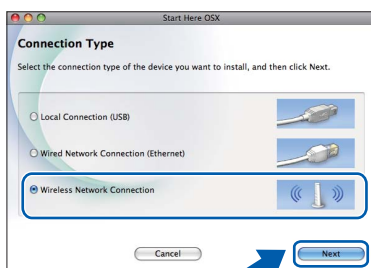 Start Here OSX
Connection Type
Select the connection type of the device you want to install, and then click Next.
Local Connection (USB)
Wired Network Connection (Ethernet)
Wireless Network Connection
Cancel
Next